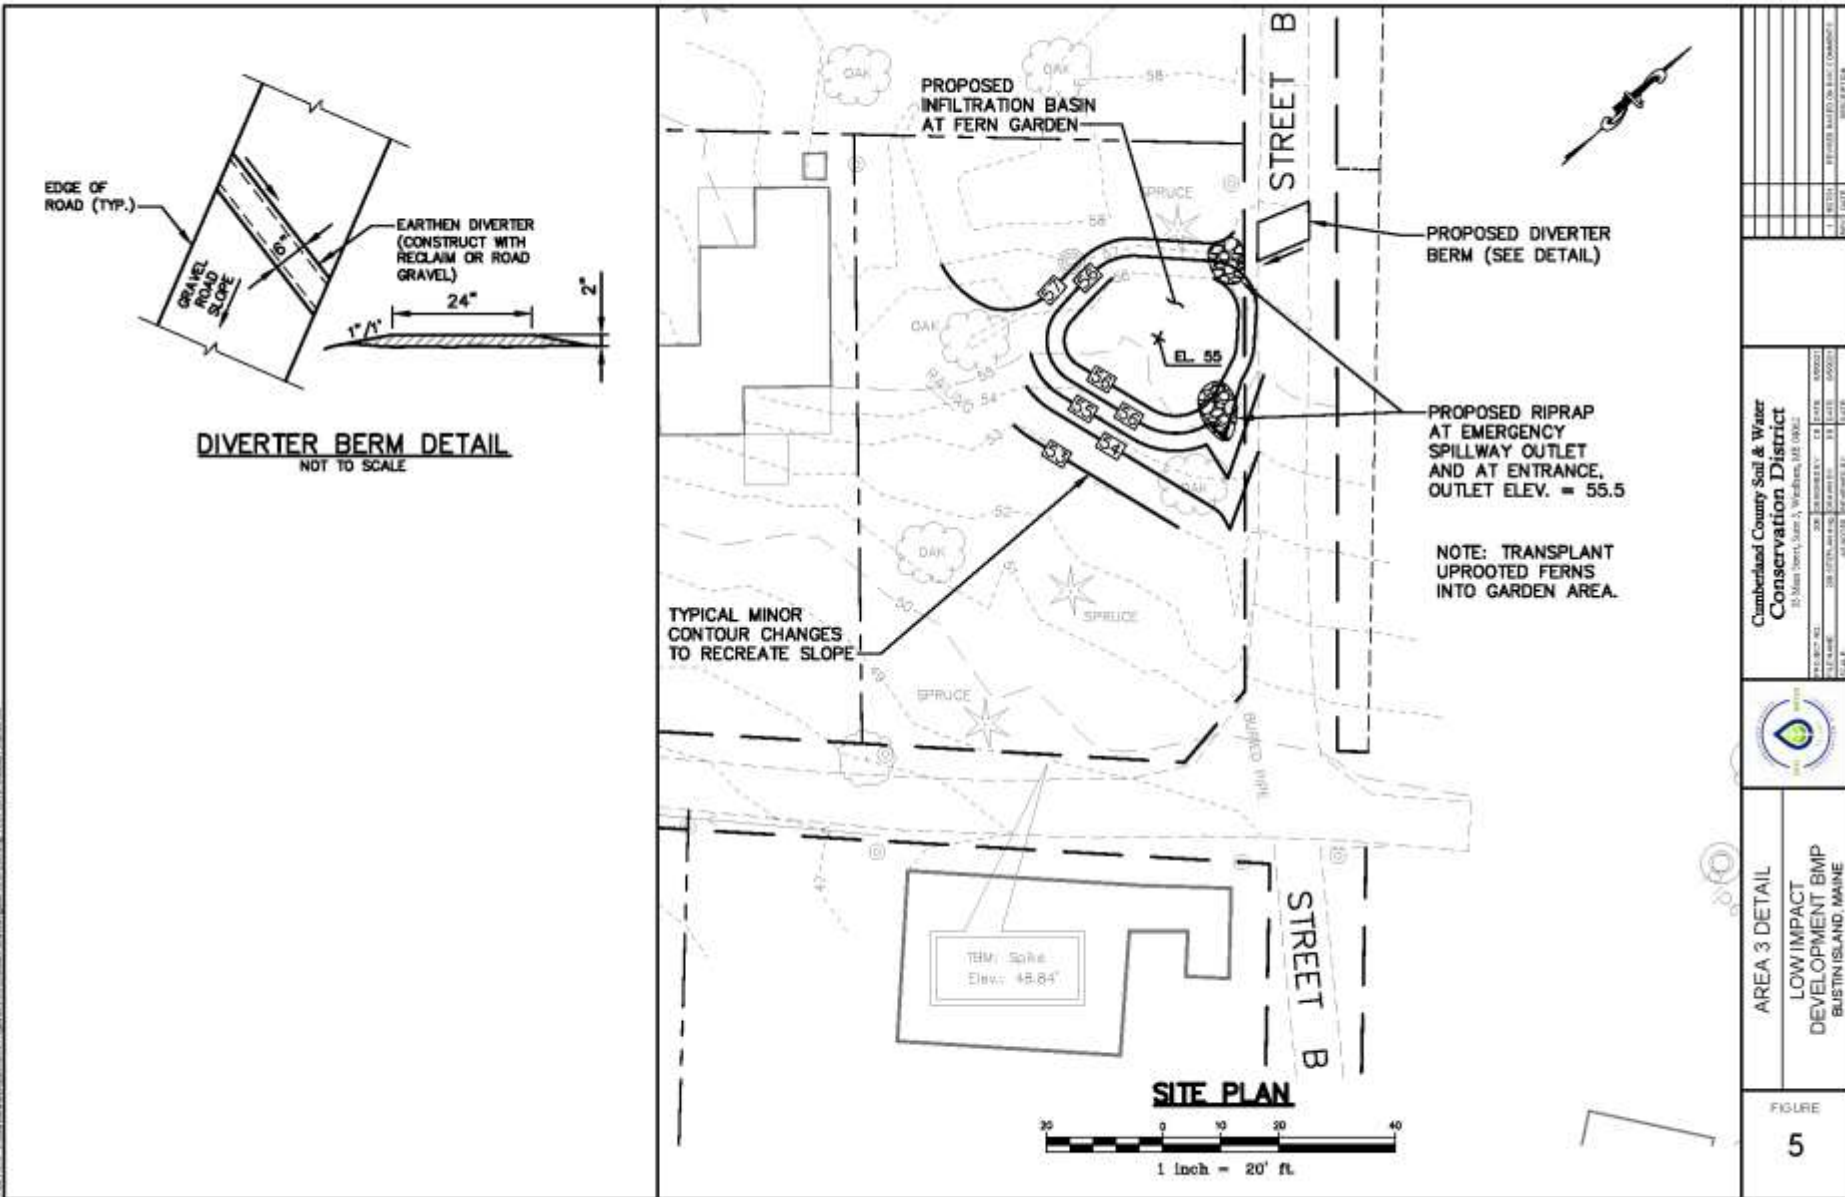 EDGE OF
ROAD (TYP.)
GRAVEL
ROAD
SLOPE
6"
EARTHEN DIVERTER
(CONSTRUCT WITH
RECLAIM OR ROAD
GRAVEL)
24"
2"
1"/1'
DIVERTER BERM DETAIL
NOT TO SCALE
PROPOSED
INFILTRATION BASIN
AT FERN GARDEN
STREET B
OAK
OAK
58
SPRUCE
58
56
57
56
OAK
EL. 55
55
54
53
56
56
55
54
53
OAK
52
OAK
51
50
SPRUCE
49
SPRUCE
47
PROPOSED DIVERTER
BERM (SEE DETAIL)
PROPOSED RIPRAP
AT EMERGENCY
SPILLWAY OUTLET
AND AT ENTRANCE,
OUTLET ELEV. = 55.5
NOTE: TRANSPLANT
UPROOTED FERNS
INTO GARDEN AREA.
TYPICAL MINOR
CONTOUR CHANGES
TO RECREATE SLOPE
BURIED PIPE
TBM: Spike
Elev.: 48.84'
STREET B
SITE PLAN
20 0 10 20 40
1 inch = 20' ft.
Cumberland County Soil & Water
Conservation District
AREA 3 DETAIL
LOW IMPACT
DEVELOPMENT BMP
BUSTIN ISLAND, MAINE
FIGURE
5